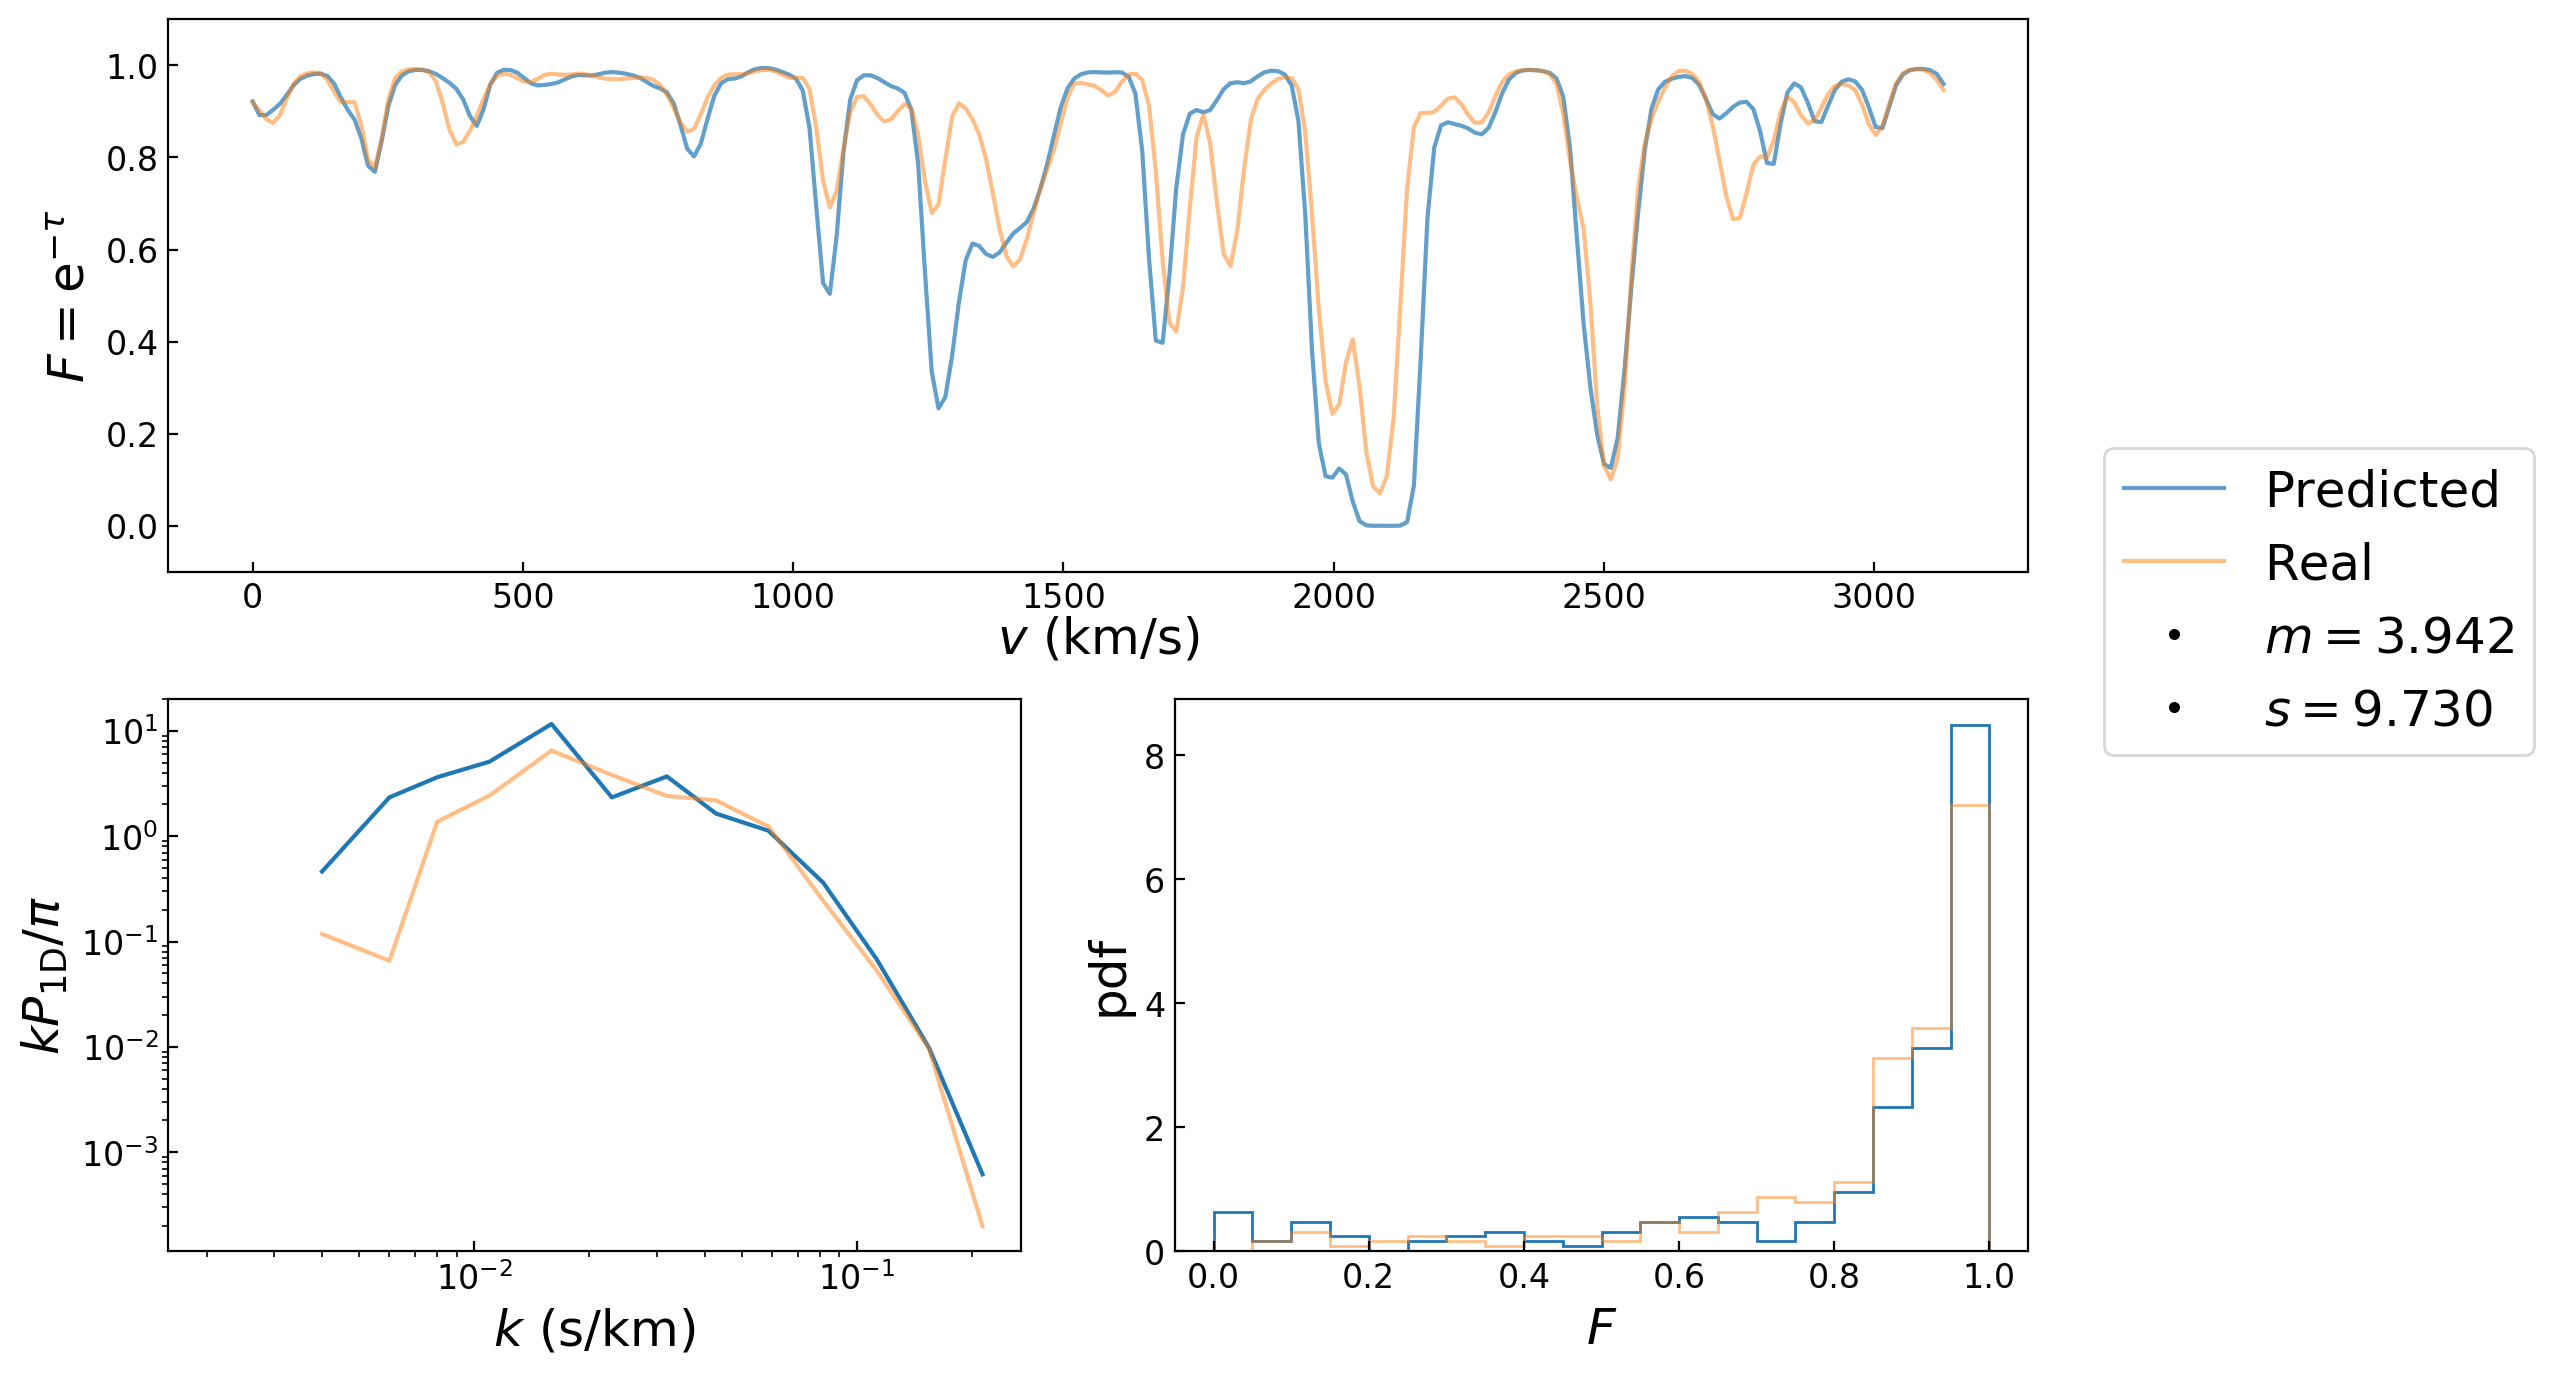 F = e^{-τ}
1.0
0.8
0.6
0.4
0.2
0.0
0 500 1000 1500 2000 2500 3000
v (km/s)
Predicted
Real
m = 3.942
s = 9.730
kP_{1D}/π
10^1
10^0
10^{-1}
10^{-2}
10^{-3}
10^{-2} 10^{-1}
k (s/km)
pdf
8
6
4
2
0
0.0 0.2 0.4 0.6 0.8 1.0
F